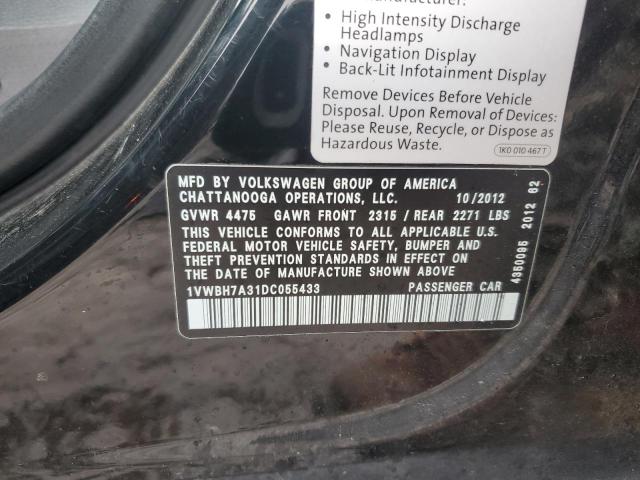 Manufacturer:
• High Intensity Discharge
Headlamps
• Navigation Display
• Back-Lit Infotainment Display
Remove Devices Before Vehicle
Disposal. Upon Removal of Devices:
Please Reuse, Recycle, or Dispose as
Hazardous Waste.
1K0 010 467 T
MFD BY VOLKSWAGEN GROUP OF AMERICA
CHATTANOOGA OPERATIONS, LLC. 10/2012
GVWR 4475 GAWR FRONT 2315 / REAR 2271 LBS
THIS VEHICLE CONFORMS TO ALL APPLICABLE U.S.
FEDERAL MOTOR VEHICLE SAFETY, BUMPER AND
THEFT PREVENTION STANDARDS IN EFFECT ON
THE DATE OF MANUFACTURE SHOWN ABOVE
1VWBH7A31DC055433 PASSENGER CAR
4350095 2012 62